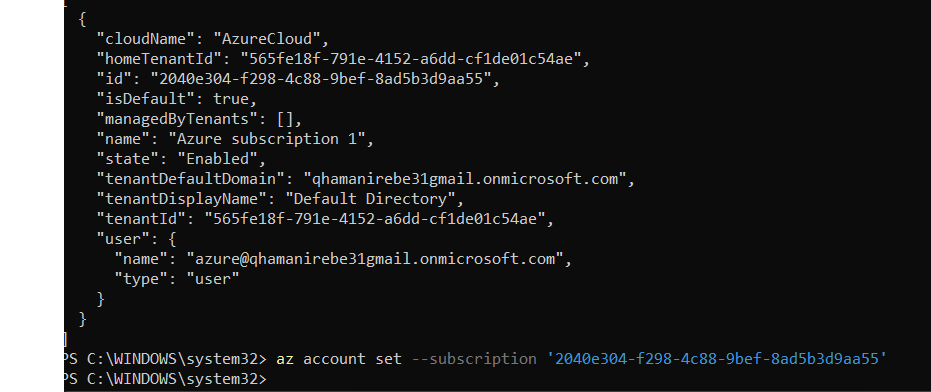 {
"cloudName": "AzureCloud",
"homeTenantId": "565fe18f-791e-4152-a6dd-cf1de01c54ae",
"id": "2040e304-f298-4c88-9bef-8ad5b3d9aa55",
"isDefault": true,
"managedByTenants": [],
"name": "Azure subscription 1",
"state": "Enabled",
"tenantDefaultDomain": "qhamanirebe31gmail.onmicrosoft.com",
"tenantDisplayName": "Default Directory",
"tenantId": "565fe18f-791e-4152-a6dd-cf1de01c54ae",
"user": {
"name": "azure@qhamanirebe31gmail.onmicrosoft.com",
"type": "user"
}
}
]
PS C:\WINDOWS\system32> az account set --subscription '2040e304-f298-4c88-9bef-8ad5b3d9aa55'
PS C:\WINDOWS\system32>